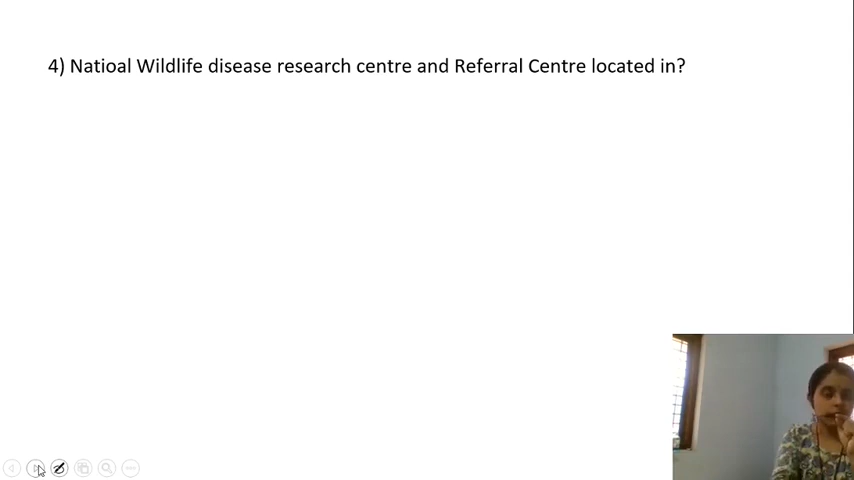 4) Natioal Wildlife disease research centre and Referral Centre located in?